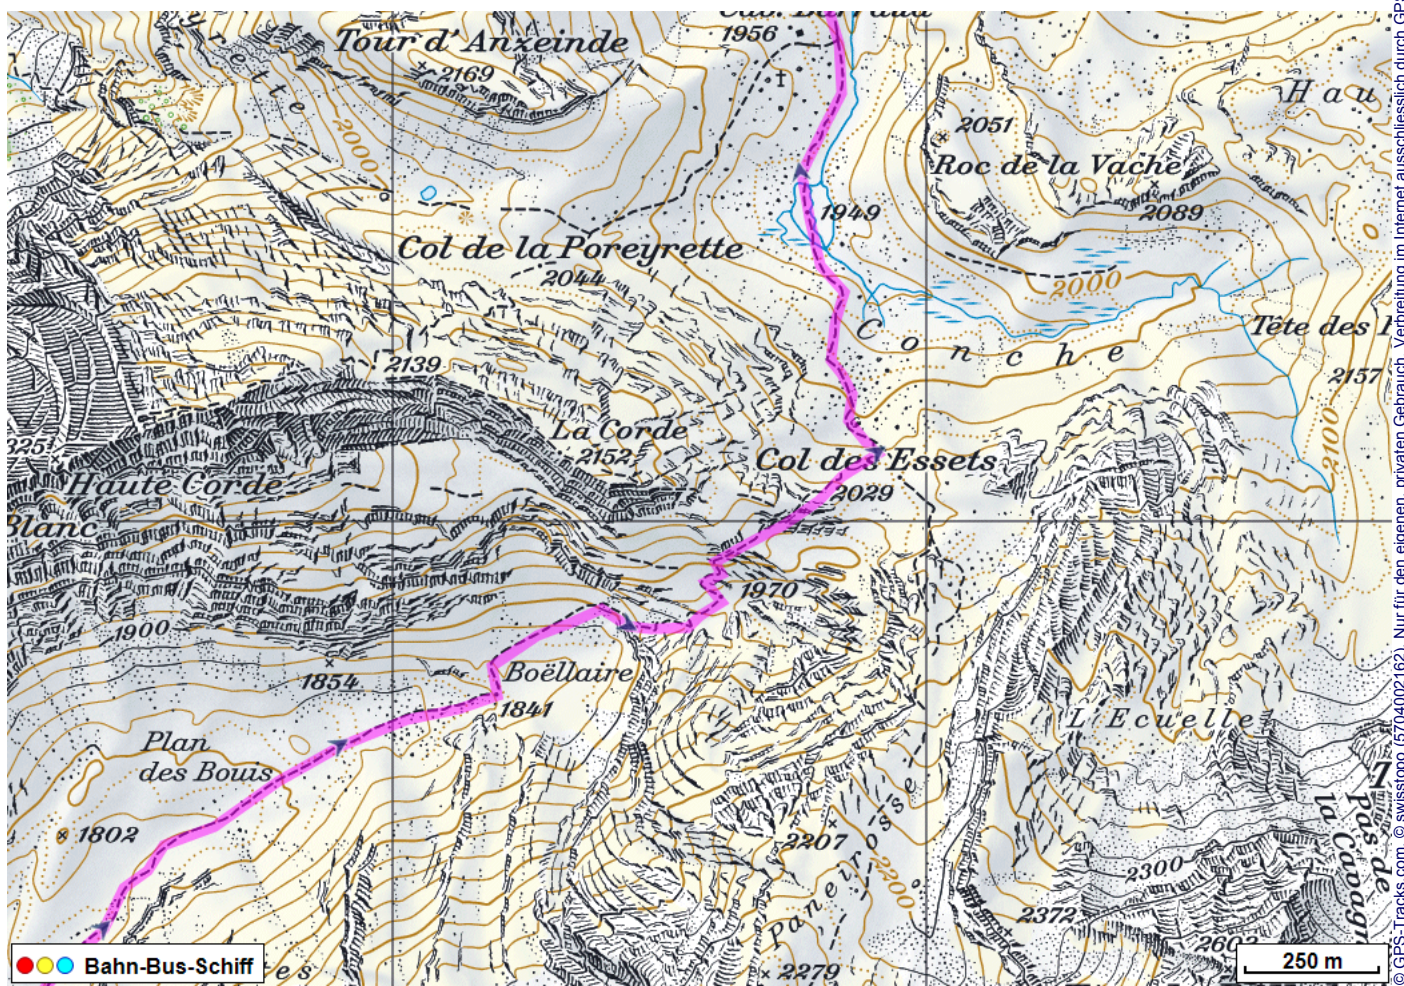 Tour d'Anzeinde
1956
2169
2000
2051
Hau
Roc de la Vache
2089
1949
Col de la Poreyrette
2044
2000
Conche
Tête des
2139
2157
La Corde
2152
2100
Col des Essets
2029
Haute Corde
Blanc
1970
1900
1854
Boëllaire
1841
L'Ecuelle
Plan
des Bouis
1802
2207
Paneirosse
2200
2300
Pas de
2372
2602
2279
Bahn-Bus-Schiff
250 m
© GPS-Tracks.com, © swisstopo (5704002162), Nur für den eigenen, privaten Gebrauch. Verbreitung im Internet ausschliesslich durch GPS